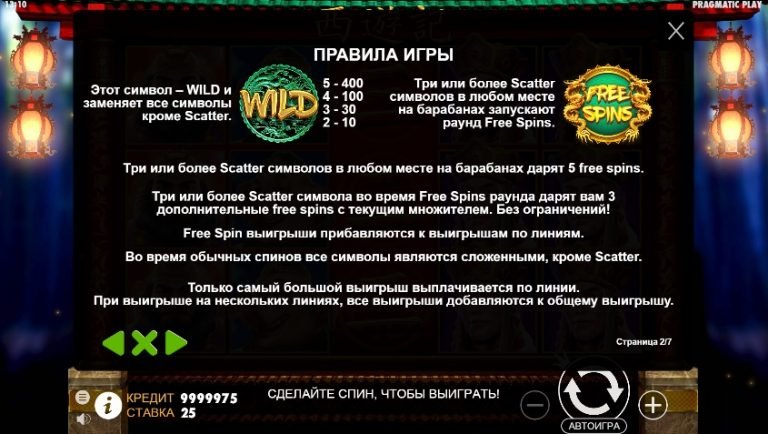 13:10
PRAGMATIC PLAY
西遊記
ПРАВИЛА ИГРЫ
Этот символ – WILD и
заменяет все символы
кроме Scatter.
WILD
5 - 400
4 - 100
3 - 30
2 - 10
Три или более Scatter
символов в любом месте
на барабанах запускают
раунд Free Spins.
FREE
SPINS
Три или более Scatter символов в любом месте на барабанах дарят 5 free spins.
Три или более Scatter символа во время Free Spins раунда дарят вам 3
дополнительные free spins с текущим множителем. Без ограничений!
Free Spin выигрыши прибавляются к выигрышам по линиям.
Во время обычных спинов все символы являются сложенными, кроме Scatter.
Только самый большой выигрыш выплачивается по линии.
При выигрыше на нескольких линиях, все выигрыши добавляются к общему выигрышу.
Страница 2/7
КРЕДИТ 9999975
СТАВКА 25
СДЕЛАЙТЕ СПИН, ЧТОБЫ ВЫИГРАТЬ!
АВТОИГРА